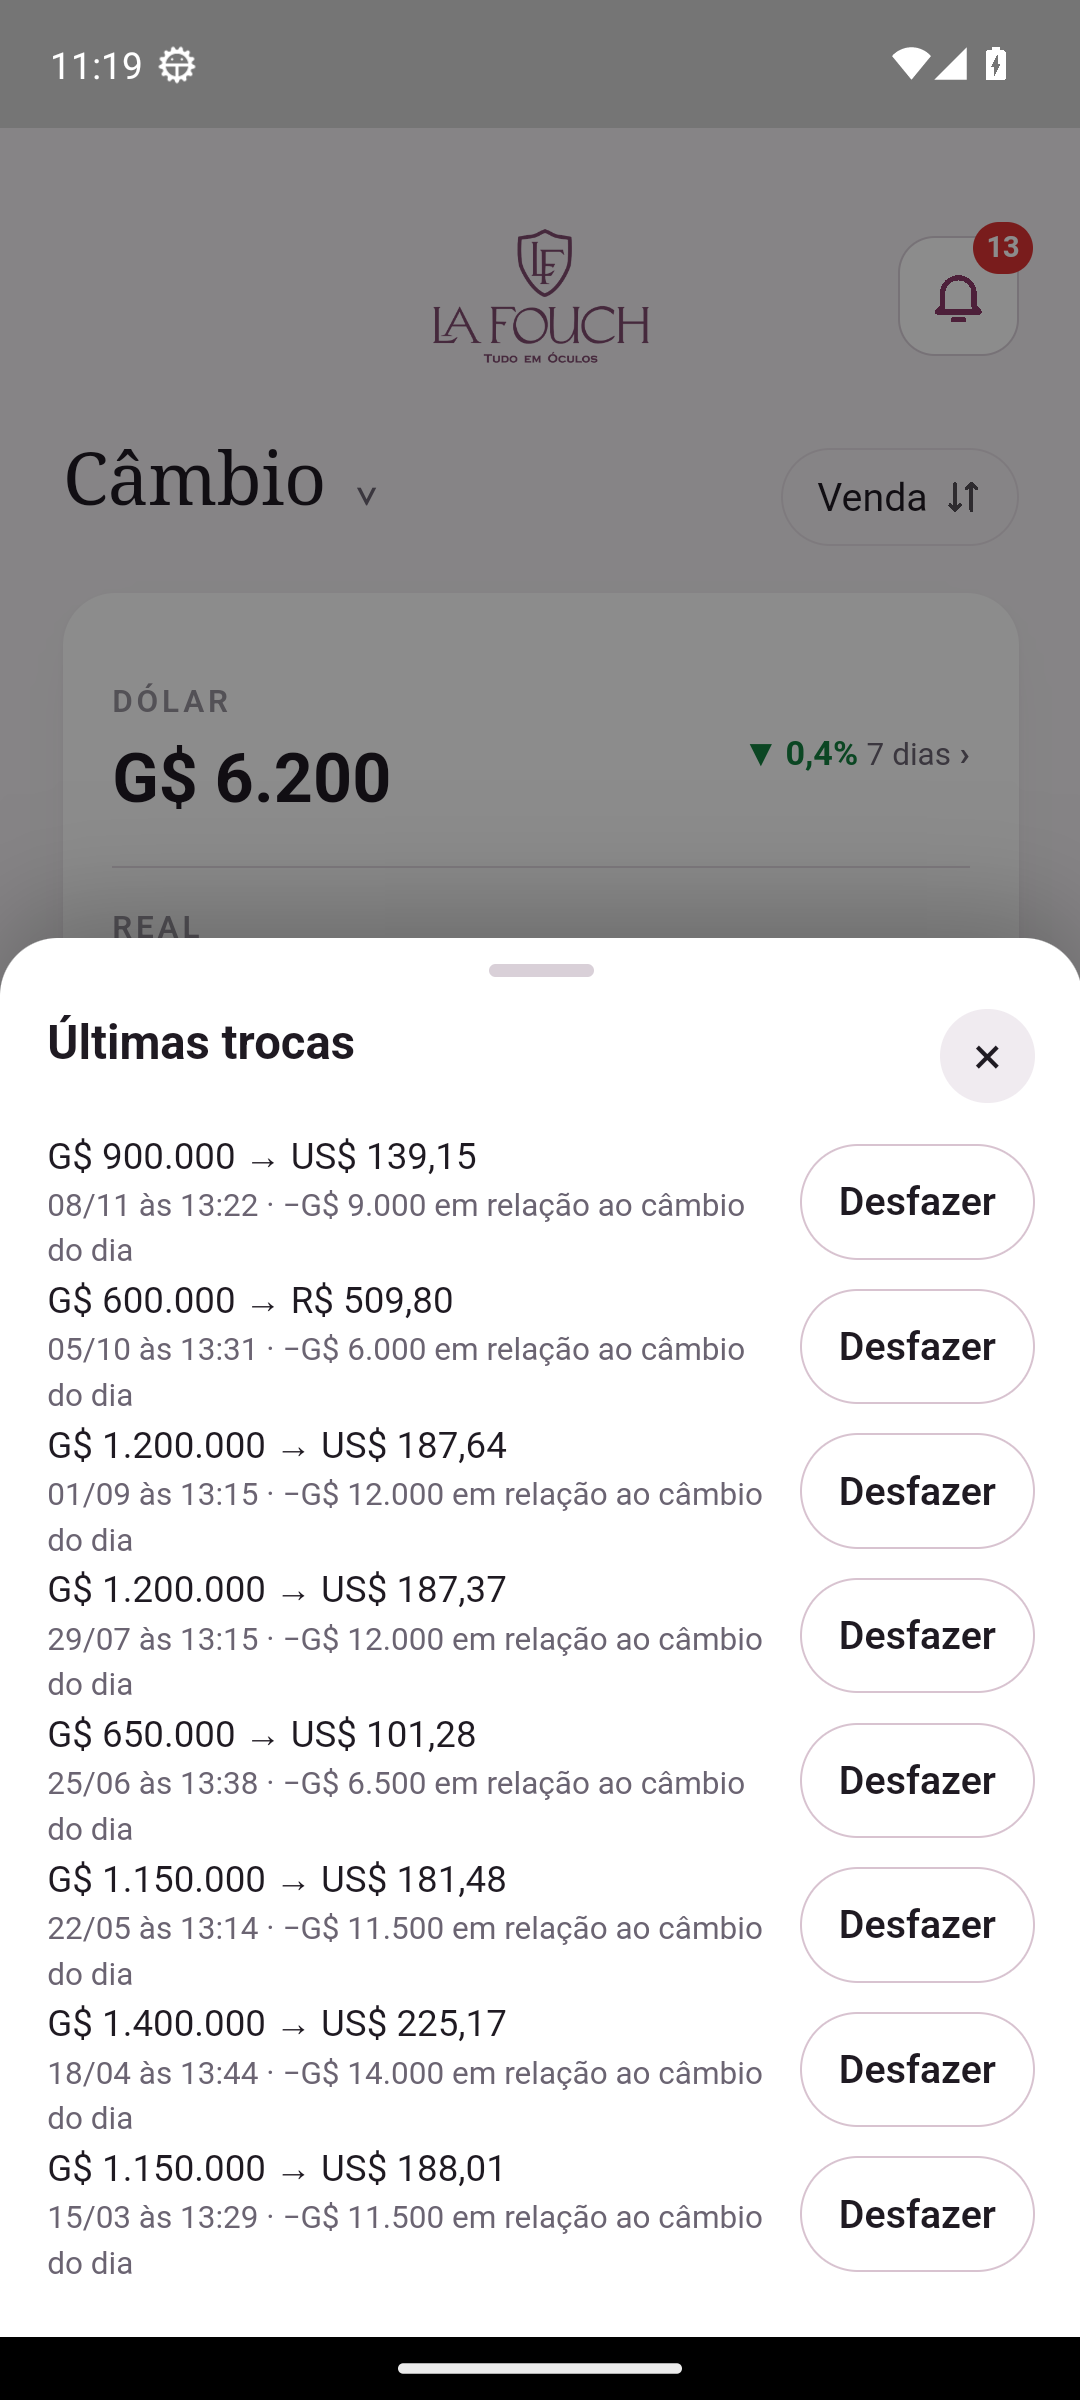 11:19
13
LF
LA FOUCH
TUDO EM ÓCULOS
Câmbio
Venda
DÓLAR
G$ 6.200
▼ 0,4% 7 dias ›
REAL
Últimas trocas
×
G$ 900.000 → US$ 139,15
08/11 às 13:22 · −G$ 9.000 em relação ao câmbio
do dia
Desfazer
G$ 600.000 → R$ 509,80
05/10 às 13:31 · −G$ 6.000 em relação ao câmbio
do dia
Desfazer
G$ 1.200.000 → US$ 187,64
01/09 às 13:15 · −G$ 12.000 em relação ao câmbio
do dia
Desfazer
G$ 1.200.000 → US$ 187,37
29/07 às 13:15 · −G$ 12.000 em relação ao câmbio
do dia
Desfazer
G$ 650.000 → US$ 101,28
25/06 às 13:38 · −G$ 6.500 em relação ao câmbio
do dia
Desfazer
G$ 1.150.000 → US$ 181,48
22/05 às 13:14 · −G$ 11.500 em relação ao câmbio
do dia
Desfazer
G$ 1.400.000 → US$ 225,17
18/04 às 13:44 · −G$ 14.000 em relação ao câmbio
do dia
Desfazer
G$ 1.150.000 → US$ 188,01
15/03 às 13:29 · −G$ 11.500 em relação ao câmbio
do dia
Desfazer